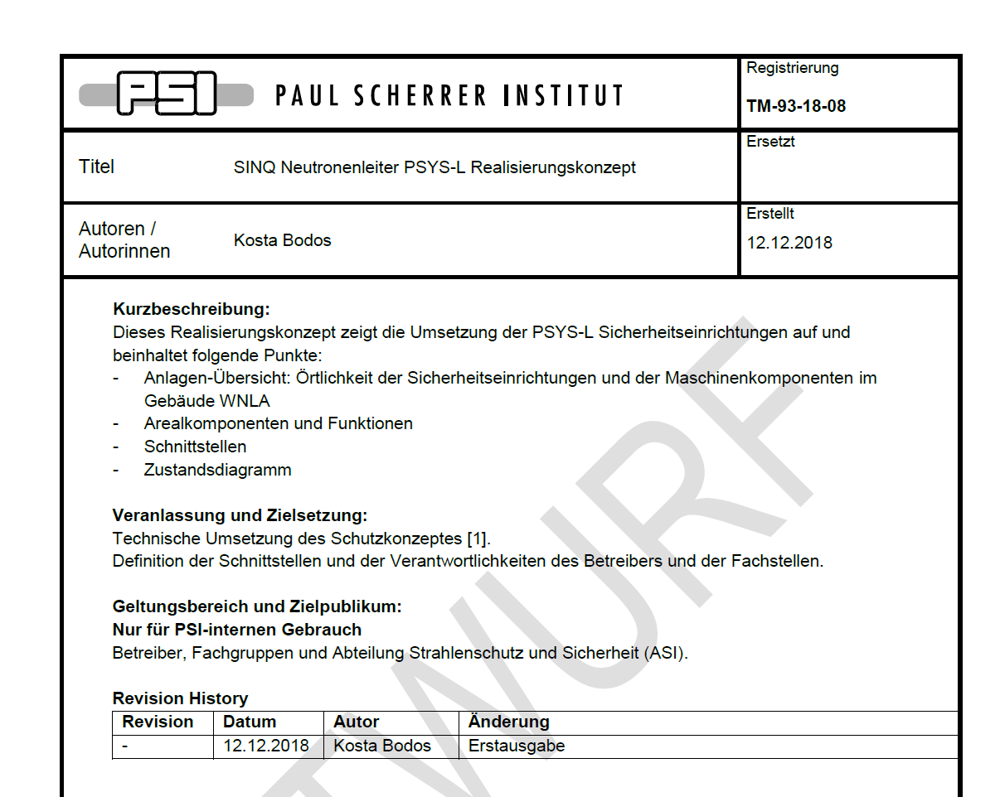 PSI PAUL SCHERRER INSTITUT
Registrierung
TM-93-18-08
Titel
SINQ Neutronenleiter PSYS-L Realisierungskonzept
Ersetzt
Autoren /
Autorinnen
Kosta Bodos
Erstellt
12.12.2018
Kurzbeschreibung:
Dieses Realisierungskonzept zeigt die Umsetzung der PSYS-L Sicherheitseinrichtungen auf und
beinhaltet folgende Punkte:
- Anlagen-Übersicht: Örtlichkeit der Sicherheitseinrichtungen und der Maschinenkomponenten im
Gebäude WNLA
- Arealkomponenten und Funktionen
- Schnittstellen
- Zustandsdiagramm
Veranlassung und Zielsetzung:
Technische Umsetzung des Schutzkonzeptes [1].
Definition der Schnittstellen und der Verantwortlichkeiten des Betreibers und der Fachstellen.
Geltungsbereich und Zielpublikum:
Nur für PSI-internen Gebrauch
Betreiber, Fachgruppen und Abteilung Strahlenschutz und Sicherheit (ASI).
Revision History
Revision Datum Autor Änderung
- 12.12.2018 Kosta Bodos Erstausgabe
TWURF